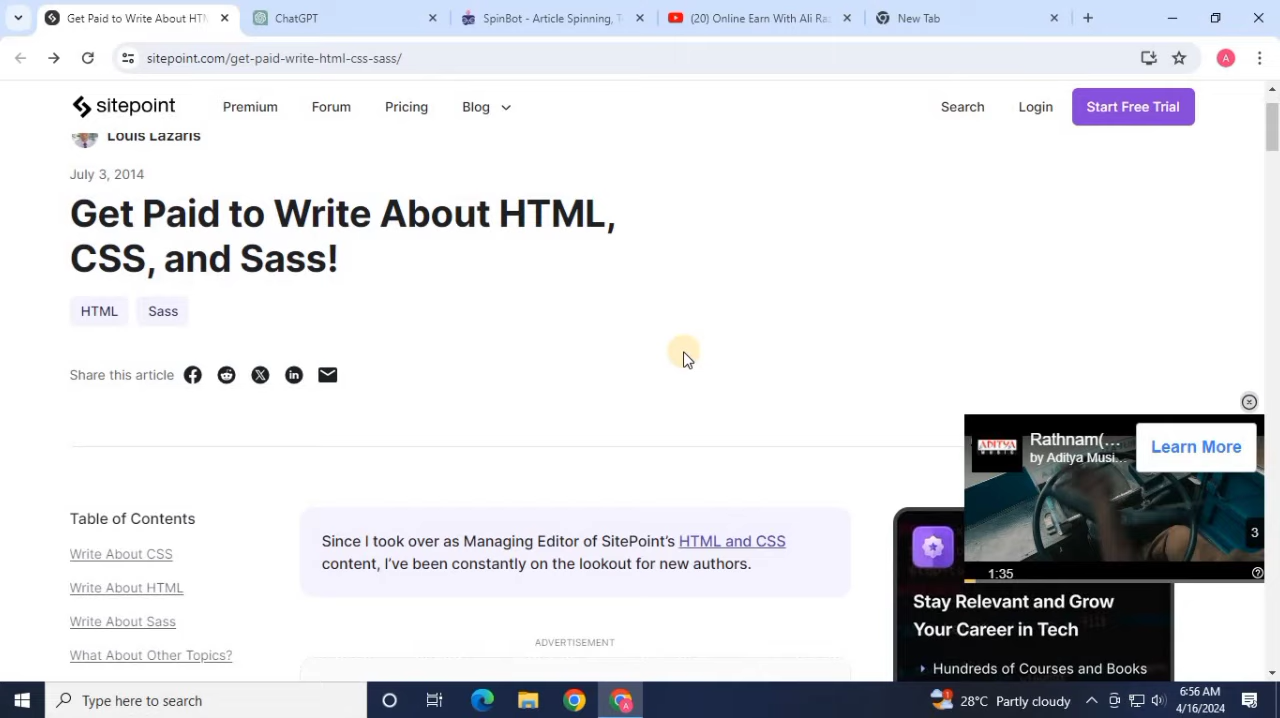 Get Paid to Write About HTM
ChatGPT
SpinBot - Article Spinning, T
(20) Online Earn With Ali Ra
New Tab
sitepoint.com/get-paid-write-html-css-sass/
A
sitepoint
Premium
Forum
Pricing
Blog
Search
Login
Start Free Trial
Louis Lazaris
July 3, 2014
Get Paid to Write About HTML,
CSS, and Sass!
HTML
Sass
Share this article
ADITYA
MUSIC
Rathnam(...
by Aditya Musi...
Learn More
3
1:35
Table of Contents
Write About CSS
Write About HTML
Write About Sass
What About Other Topics?
Since I took over as Managing Editor of SitePoint's HTML and CSS
content, I've been constantly on the lookout for new authors.
ADVERTISEMENT
Stay Relevant and Grow
Your Career in Tech
Hundreds of Courses and Books
Type here to search
28°C Partly cloudy
6:56 AM
4/16/2024